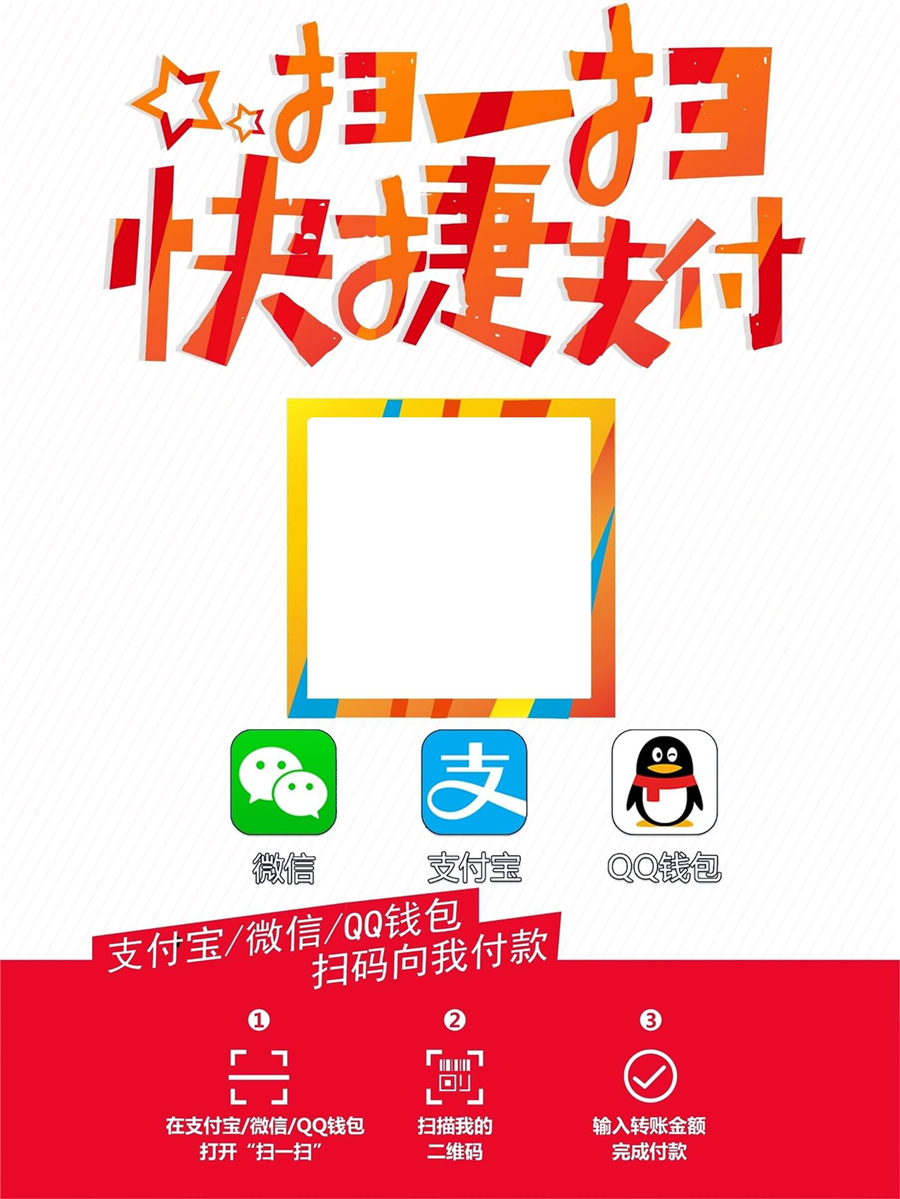 扫一扫
快捷支付
支
微信
支付宝
QQ钱包
支付宝/微信/QQ钱包
扫码向我付款
1
2
3
在支付宝/微信/QQ钱包
打开“扫一扫”
扫描我的
二维码
输入转账金额
完成付款